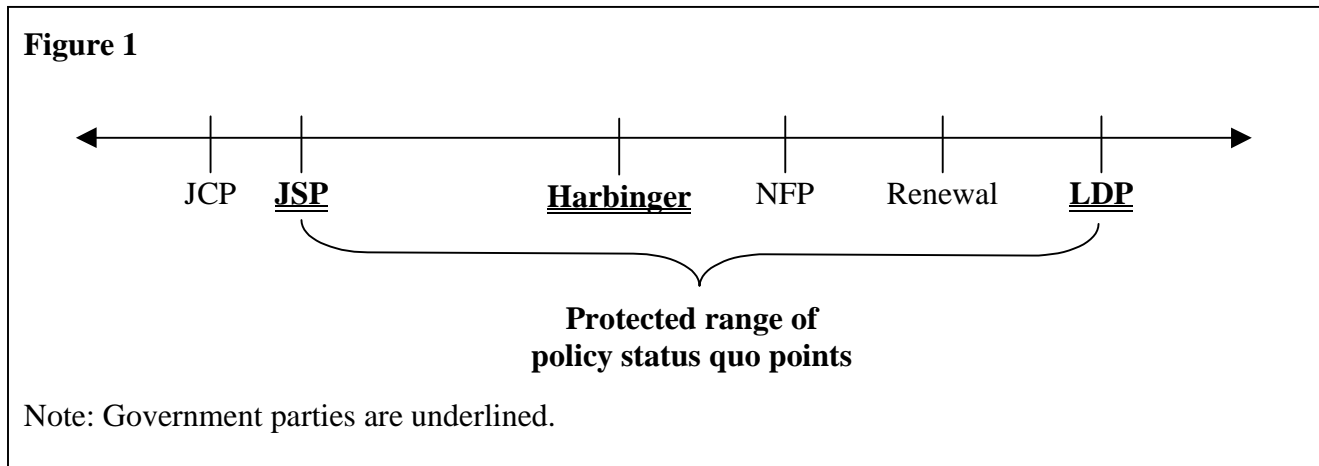 Figure 1
JCP JSP Harbinger NFP Renewal LDP
Protected range of
policy status quo points
Note: Government parties are underlined.